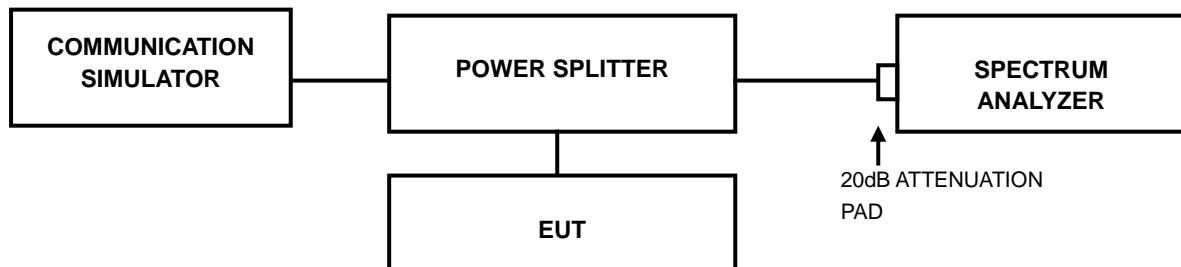 COMMUNICATION
SIMULATOR
POWER SPLITTER
SPECTRUM
ANALYZER
20dB ATTENUATION
PAD
EUT